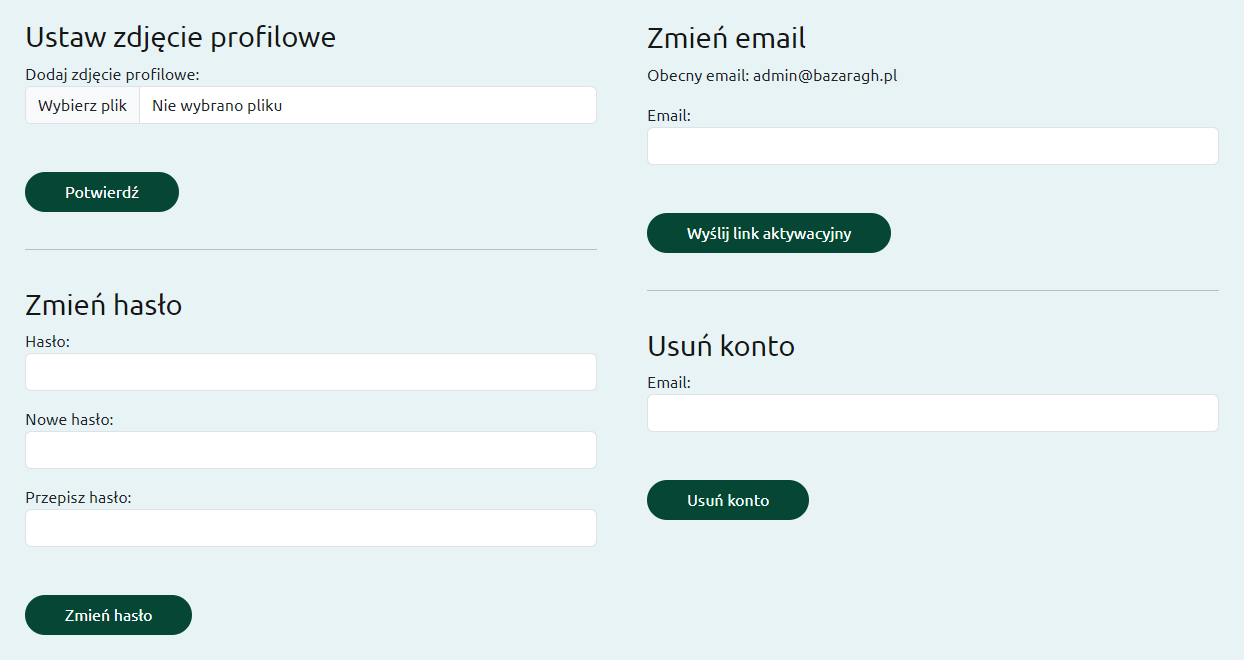 Ustaw zdjęcie profilowe
Dodaj zdjęcie profilowe:
Wybierz plik Nie wybrano pliku
Potwierdź
Zmień hasło
Hasło:
Nowe hasło:
Przepisz hasło:
Zmień hasło
Zmień email
Obecny email: admin@bazaragh.pl
Email:
Wyślij link aktywacyjny
Usuń konto
Email:
Usuń konto